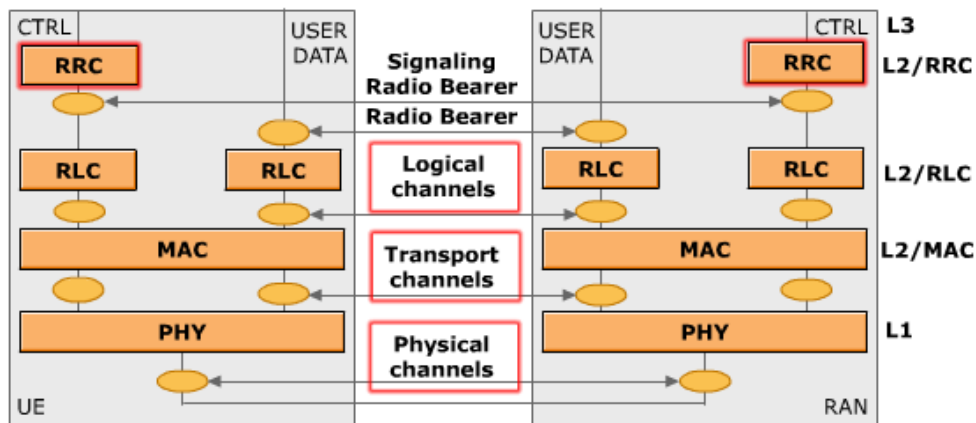 CTRL
USER
DATA
USER
DATA
CTRL
L3
RRC
Signaling
Radio Bearer
RRC
L2/RRC
Radio Bearer
RLC
RLC
Logical
channels
RLC
RLC
L2/RLC
MAC
Transport
channels
MAC
L2/MAC
PHY
Physical
channels
PHY
L1
UE
RAN